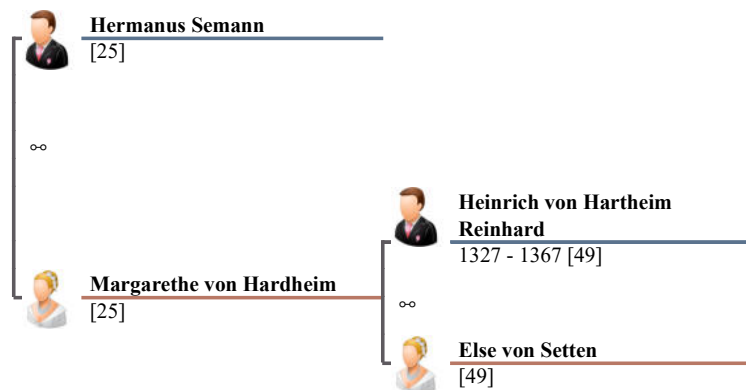 Hermanus Semann
[25]
Heinrich von Hartheim
Reinhard
1327 - 1367 [49]
Margarethe von Hardheim
[25]
Else von Setten
[49]